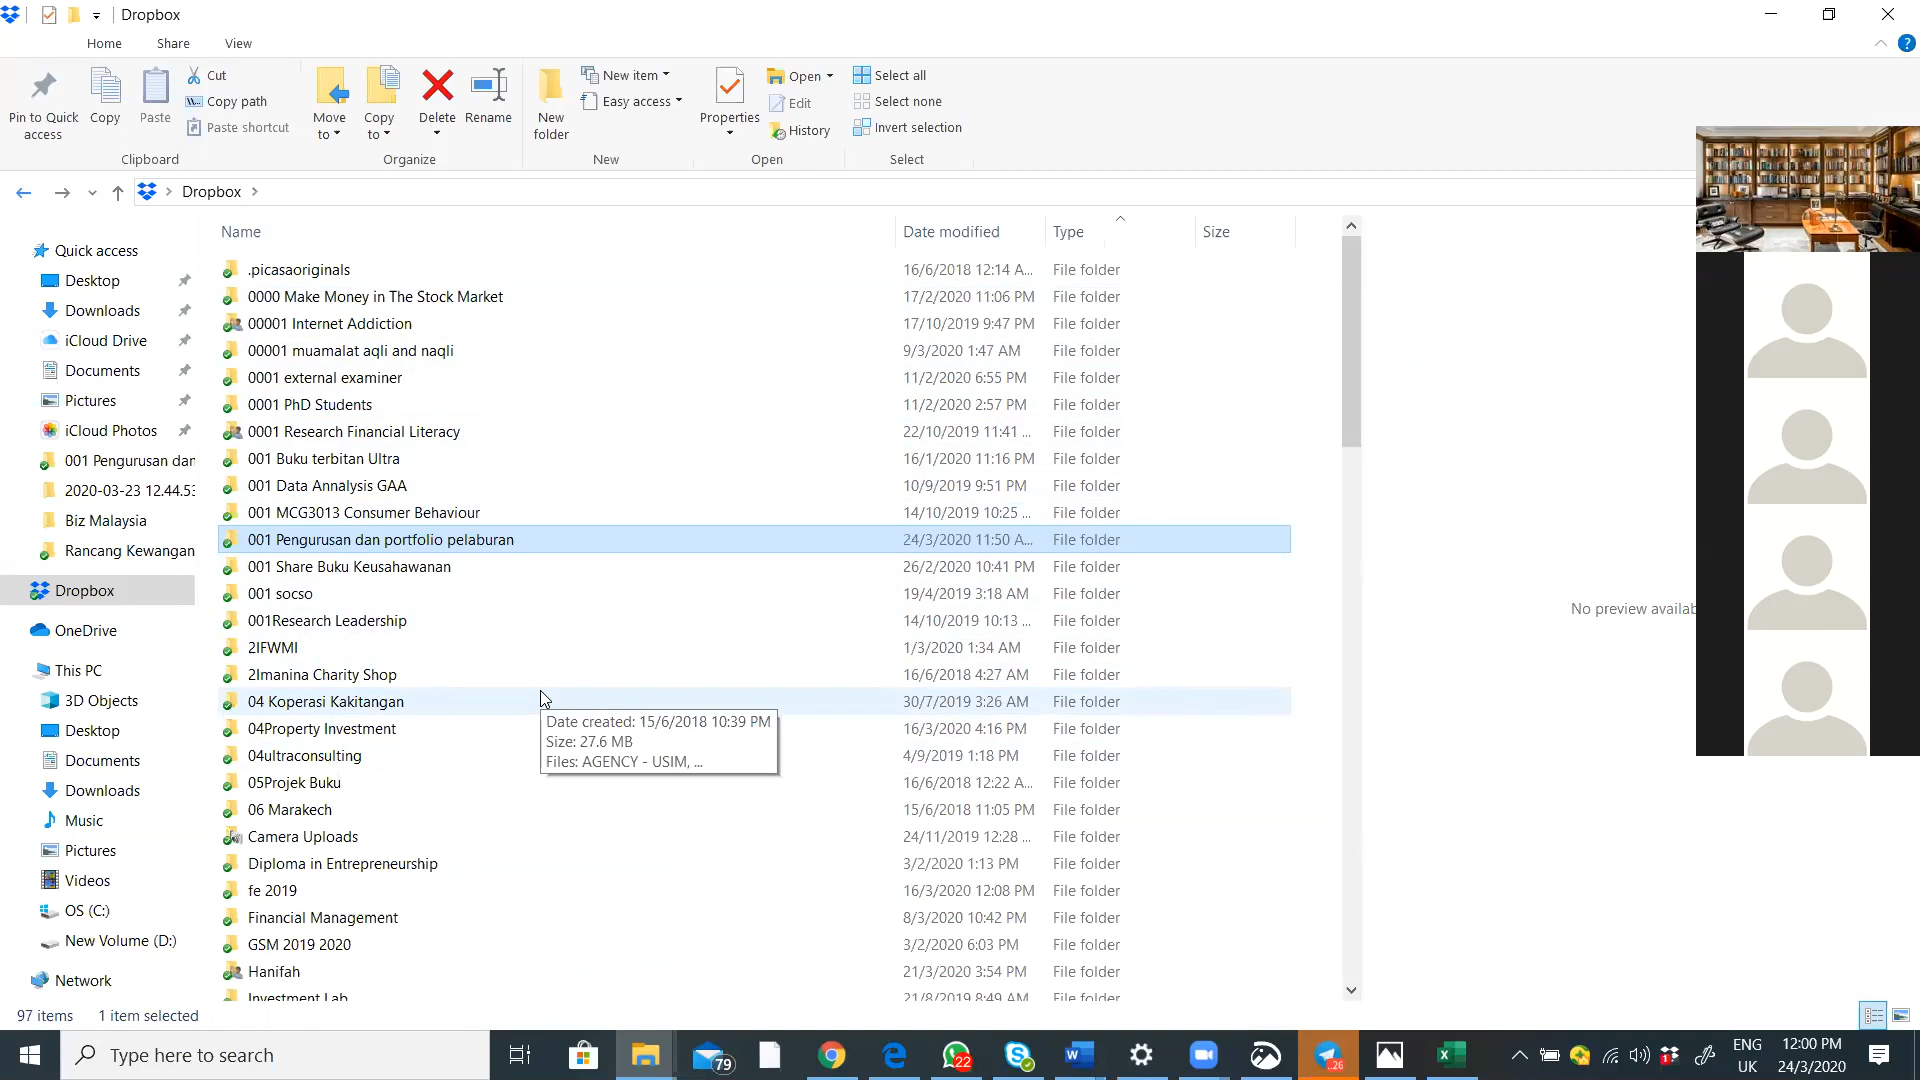 Dropbox
Home Share View
Pin to Quick access
Copy
Paste
Cut
Copy path
Paste shortcut
Clipboard
Move to
Copy to
Delete
Rename
Organize
New folder
New item
Easy access
New
Properties
Open
Edit
History
Open
Select all
Select none
Invert selection
Select
Dropbox
Name Date modified Type Size
Quick access
Desktop
Downloads
iCloud Drive
Documents
Pictures
iCloud Photos
001 Pengurusan dan
2020-03-23 12.44.53
Biz Malaysia
Rancang Kewangan
Dropbox
OneDrive
This PC
3D Objects
Desktop
Documents
Downloads
Music
Pictures
Videos
OS (C:)
New Volume (D:)
Network
.picasaoriginals 16/6/2018 12:14 A... File folder
0000 Make Money in The Stock Market 17/2/2020 11:06 PM File folder
00001 Internet Addiction 17/10/2019 9:47 PM File folder
00001 muamalat aqli and naqli 9/3/2020 1:47 AM File folder
0001 external examiner 11/2/2020 6:55 PM File folder
0001 PhD Students 11/2/2020 2:57 PM File folder
0001 Research Financial Literacy 22/10/2019 11:41 ... File folder
001 Buku terbitan Ultra 16/1/2020 11:16 PM File folder
001 Data Annalysis GAA 10/9/2019 9:51 PM File folder
001 MCG3013 Consumer Behaviour 14/10/2019 10:25 ... File folder
001 Pengurusan dan portfolio pelaburan 24/3/2020 11:50 A... File folder
001 Share Buku Keusahawanan 26/2/2020 10:41 PM File folder
001 socso 19/4/2019 3:18 AM File folder
001Research Leadership 14/10/2019 10:13 ... File folder
2IFWMI 1/3/2020 1:34 AM File folder
2Imanina Charity Shop 16/6/2018 4:27 AM File folder
04 Koperasi Kakitangan 30/7/2019 3:26 AM File folder
04Property Investment 16/3/2020 4:16 PM File folder
04ultraconsulting 4/9/2019 1:18 PM File folder
05Projek Buku 16/6/2018 12:22 A... File folder
06 Marakech 15/6/2018 11:05 PM File folder
Camera Uploads 24/11/2019 12:28 ... File folder
Diploma in Entrepreneurship 3/2/2020 1:13 PM File folder
fe 2019 16/3/2020 12:08 PM File folder
Financial Management 8/3/2020 10:42 PM File folder
GSM 2019 2020 3/2/2020 6:03 PM File folder
Hanifah 21/3/2020 3:54 PM File folder
Investment Lab 21/8/2019 8:49 AM File folder
Date created: 15/6/2018 10:39 PM
Size: 27.6 MB
Files: AGENCY - USIM, ...
No preview availab
97 items 1 item selected
Type here to search
79
22
..26
ENG
UK
12:00 PM
24/3/2020